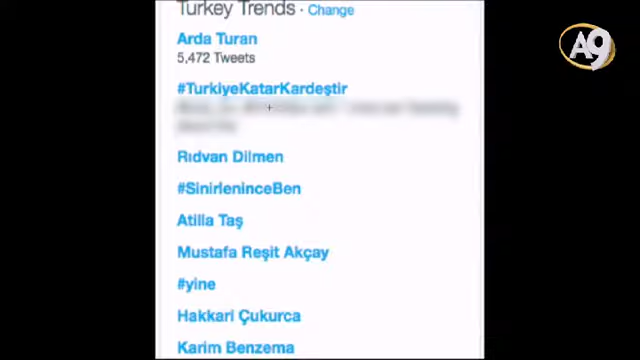 Turkey Trends · Change
A9
Arda Turan
5,472 Tweets
#TurkiyeKatarKardeştir
Rıdvan Dilmen
#SinirleninceBen
Atilla Taş
Mustafa Reşit Akçay
#yine
Hakkari Çukurca
Karim Benzema